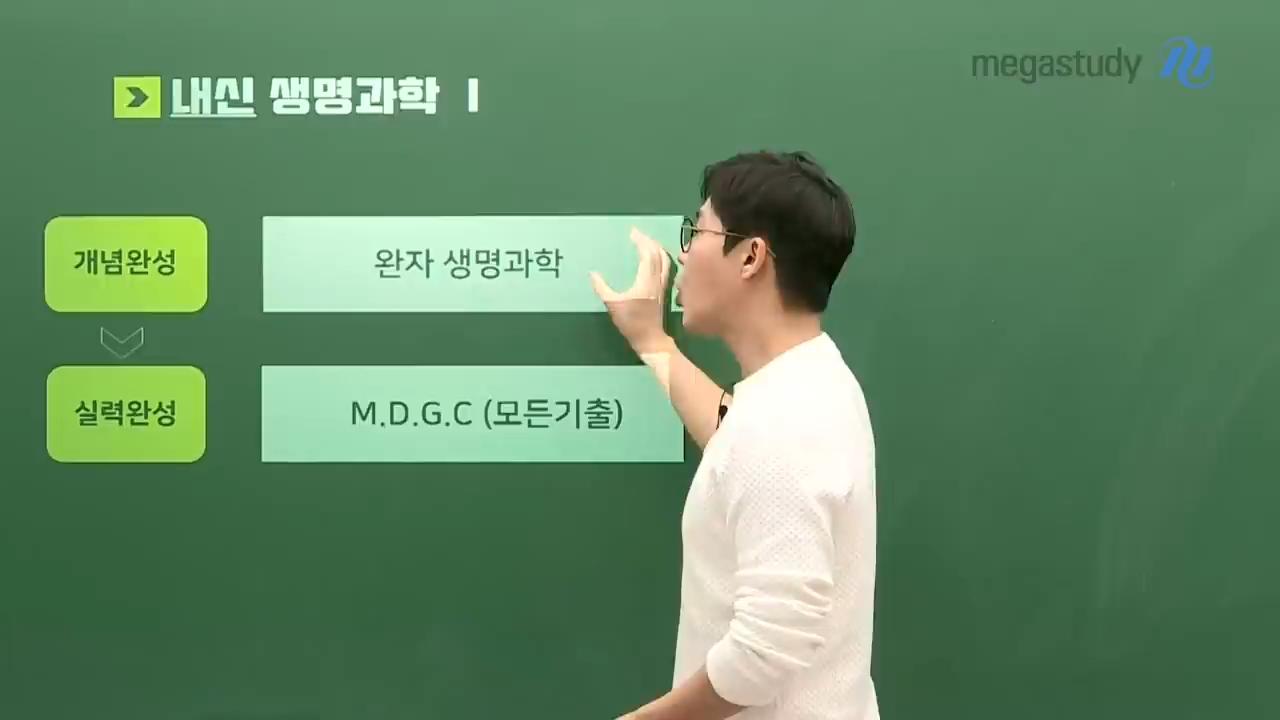 megastudy
내신 생명과학 I
개념완성
완자 생명과학
실력완성
M.D.G.C (모든기출)